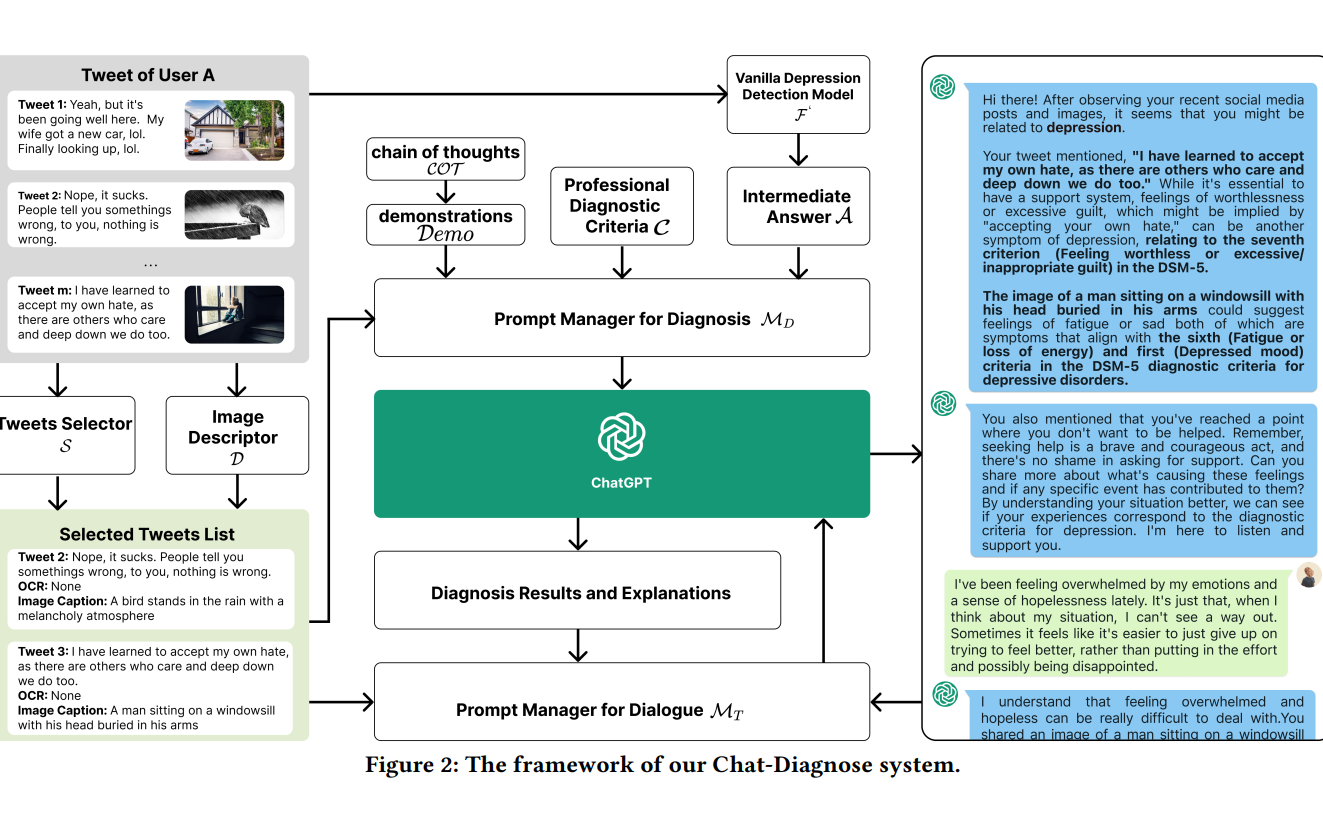 Tweet of User A
Tweet 1: Yeah, but it's
been going well here. My
wife got a new car, lol.
Finally looking up, lol.
Tweet 2: Nope, it sucks.
People tell you somethings
wrong, to you, nothing is
wrong.
...
Tweet m: I have learned to
accept my own hate, as
there are others who care
and deep down we do too.
Tweets Selector
S
Image
Descriptor
D
Selected Tweets List
Tweet 2: Nope, it sucks. People tell you
somethings wrong, to you, nothing is wrong.
OCR: None
Image Caption: A bird stands in the rain with a
melancholy atmosphere
Tweet 3: I have learned to accept my own hate,
as there are others who care and deep down
we do too.
OCR: None
Image Caption: A man sitting on a windowsill
with his head buried in his arms
chain of thoughts
COT
demonstrations
Demo
Professional
Diagnostic
Criteria C
Vanilla Depression
Detection Model
F
Intermediate
Answer A
Prompt Manager for Diagnosis M_D
ChatGPT
Diagnosis Results and Explanations
Prompt Manager for Dialogue M_T
Hi there! After observing your recent social media
posts and images, it seems that you might be
related to depression.
Your tweet mentioned, "I have learned to accept
my own hate, as there are others who care and
deep down we do too." While it's essential to
have a support system, feelings of worthlessness
or excessive guilt, which might be implied by
"accepting your own hate," can be another
symptom of depression, relating to the seventh
criterion (Feeling worthless or excessive/
inappropriate guilt) in the DSM-5.
The image of a man sitting on a windowsill with
his head buried in his arms could suggest
feelings of fatigue or sad both of which are
symptoms that align with the sixth (Fatigue or
loss of energy) and first (Depressed mood)
criteria in the DSM-5 diagnostic criteria for
depressive disorders.
You also mentioned that you've reached a point
where you don't want to be helped. Remember,
seeking help is a brave and courageous act, and
there's no shame in asking for support. Can you
share more about what's causing these feelings
and if any specific event has contributed to them?
By understanding your situation better, we can see
if your experiences correspond to the diagnostic
criteria for depression. I'm here to listen and
support you.
I've been feeling overwhelmed by my emotions and
a sense of hopelessness lately. It's just that, when I
think about my situation, I can't see a way out.
Sometimes it feels like it's easier to just give up on
trying to feel better, rather than putting in the effort
and possibly being disappointed.
I understand that feeling overwhelmed and
hopeless can be really difficult to deal with.You
shared an image of a man sitting on a windowsill
Figure 2: The framework of our Chat-Diagnose system.